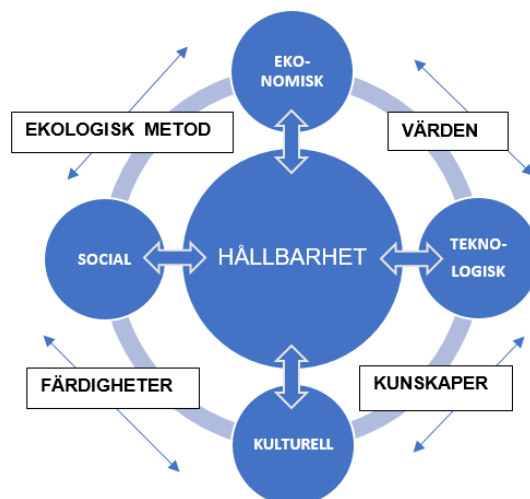 EKO-
NOMISK
EKOLOGISK METOD
VÄRDEN
SOCIAL
HÅLLBARHET
TEKNO-
LOGISK
FÄRDIGHETER
KUNSKAPER
KULTURELL